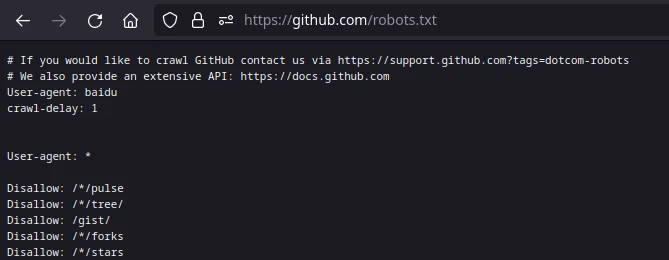 https://github.com/robots.txt
# If you would like to crawl GitHub contact us via https://support.github.com?tags=dotcom-robots
# We also provide an extensive API: https://docs.github.com
User-agent: baidu
crawl-delay: 1
User-agent: *
Disallow: /*/pulse
Disallow: /*/tree/
Disallow: /gist/
Disallow: /*/forks
Disallow: /*/stars